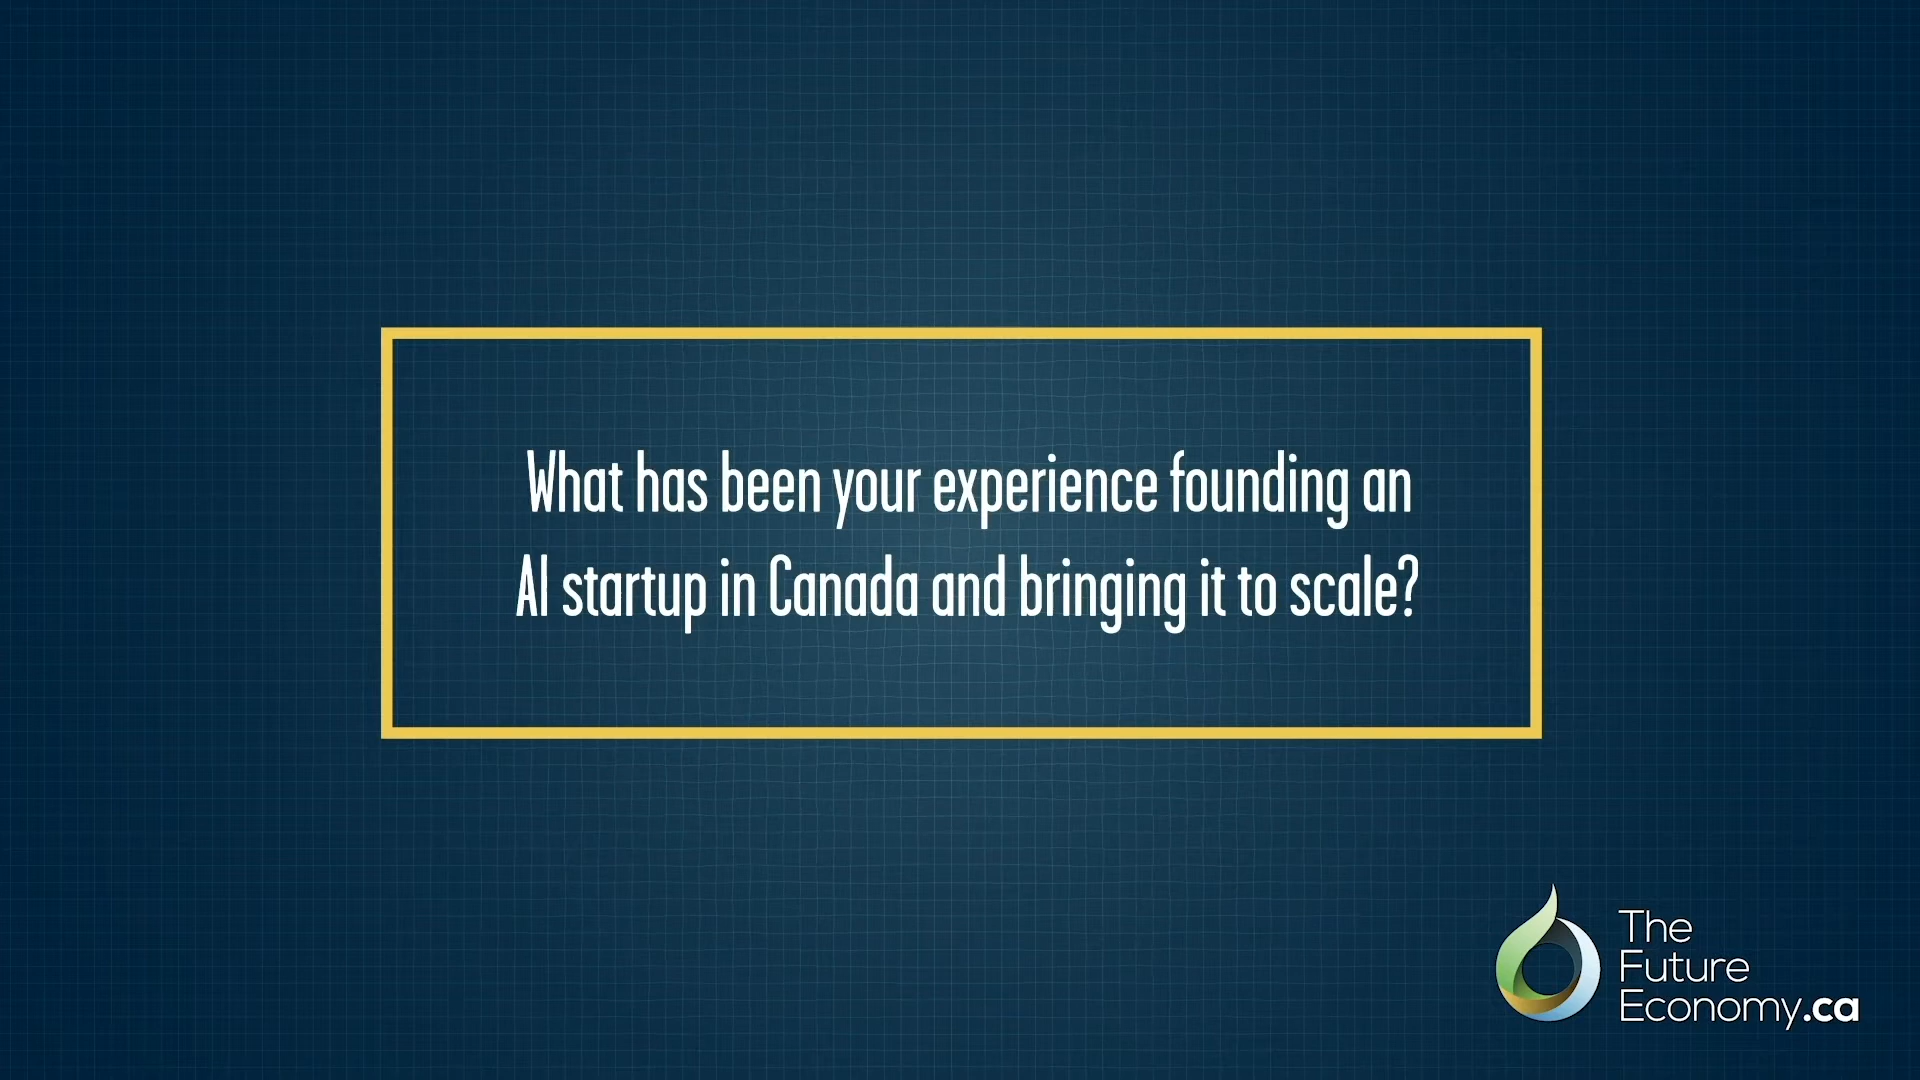 What has been your experience founding an
AI startup in Canada and bringing it to scale?
The
Future
Economy.ca